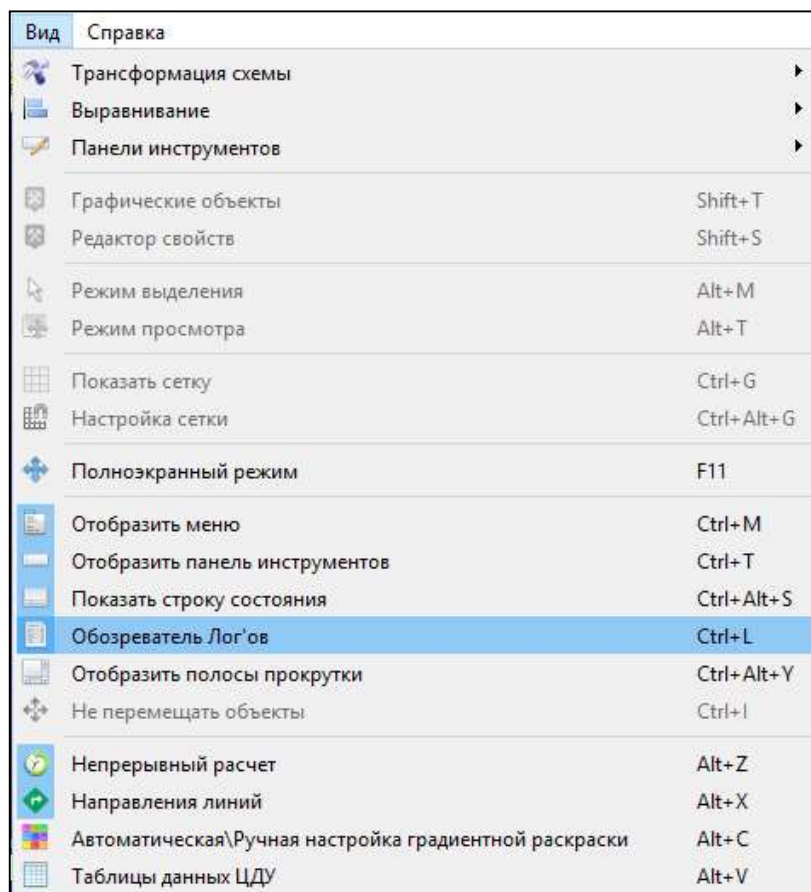 Вид Справка
Трансформация схемы
Выравнивание
Панели инструментов
Графические объекты Shift+T
Редактор свойств Shift+S
Режим выделения Alt+M
Режим просмотра Alt+T
Показать сетку Ctrl+G
Настройка сетки Ctrl+Alt+G
Полноэкранный режим F11
Отобразить меню Ctrl+M
Отобразить панель инструментов Ctrl+T
Показать строку состояния Ctrl+Alt+S
Обозреватель Лог'ов Ctrl+L
Отобразить полосы прокрутки Ctrl+Alt+Y
Не перемещать объекты Ctrl+I
Непрерывный расчет Alt+Z
Направления линий Alt+X
Автоматическая\Ручная настройка градиентной раскраски Alt+C
Таблицы данных ЦДУ Alt+V